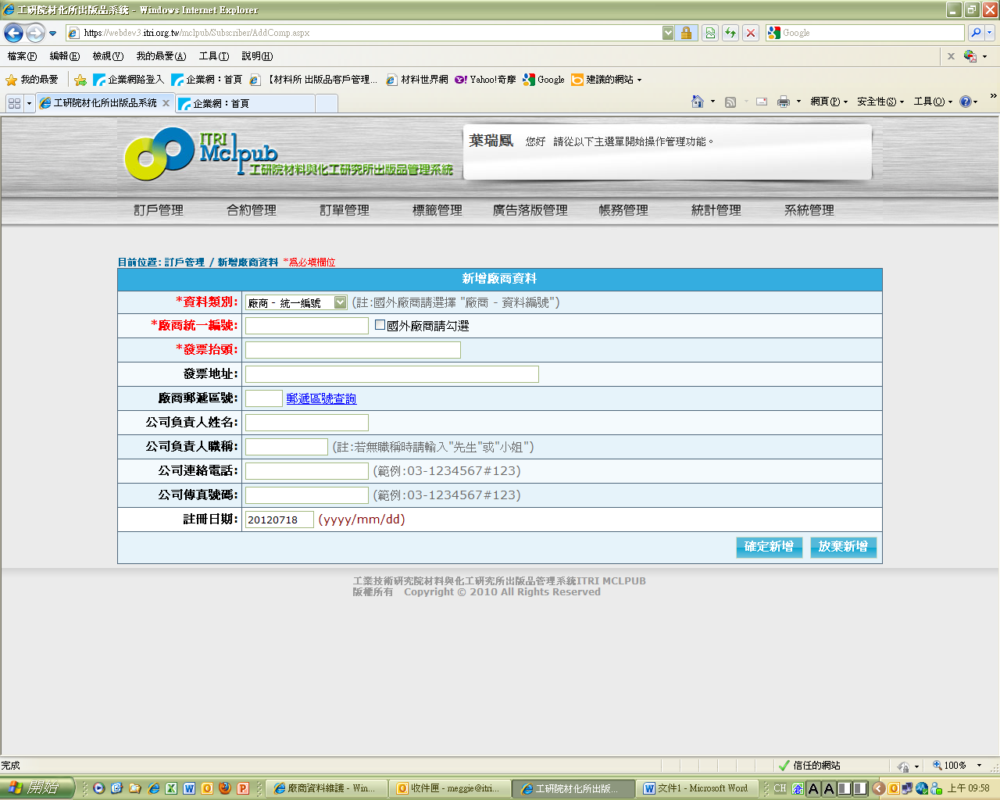 工研院材化所出版品系統 - Windows Internet Explorer
https://webdev3.itri.org.tw/mclpub/Subscriber/AddComp.aspx
Google
檔案(F) 編輯(E) 檢視(V) 我的最愛(A) 工具(T) 說明(H)
我的最愛 企業網路登入 企業網：首頁 【材料所 出版品客戶管理... 材料世界網 Yahoo!奇摩 Google 建議的網站
工研院材化所出版品系統 企業網：首頁 網頁(P) 安全性(S) 工具(O)
ITRI
Mclpub
工研院材料與化工研究所出版品管理系統
葉瑞鳳 您好 請從以下主選單開始操作管理功能。
訂戶管理 合約管理 訂單管理 標籤管理 廣告落版管理 帳務管理 統計管理 系統管理
目前位置: 訂戶管理 / 新增廠商資料 *為必填欄位
新增廠商資料
*資料類別: 廠商 - 統一編號 (註:國外廠商請選擇 "廠商 - 資料編號")
*廠商統一編號: 國外廠商請勾選
*發票抬頭:
發票地址:
廠商郵遞區號: 郵遞區號查詢
公司負責人姓名:
公司負責人職稱: (註:若無職稱時請輸入"先生"或"小姐")
公司連絡電話: (範例:03-1234567#123)
公司傳真號碼: (範例:03-1234567#123)
註冊日期: 20120718 (yyyy/mm/dd)
確定新增 放棄新增
工業技術研究院材料與化工研究所出版品管理系統ITRI MCLPUB
版權所有 Copyright © 2010 All Rights Reserved
完成 信任的網站 100%
開始 廠商資料維護 - Win... 收件匣 - meggie@itri... 工研院材化所出版... 文件1 - Microsoft Word CH 上午 09:58